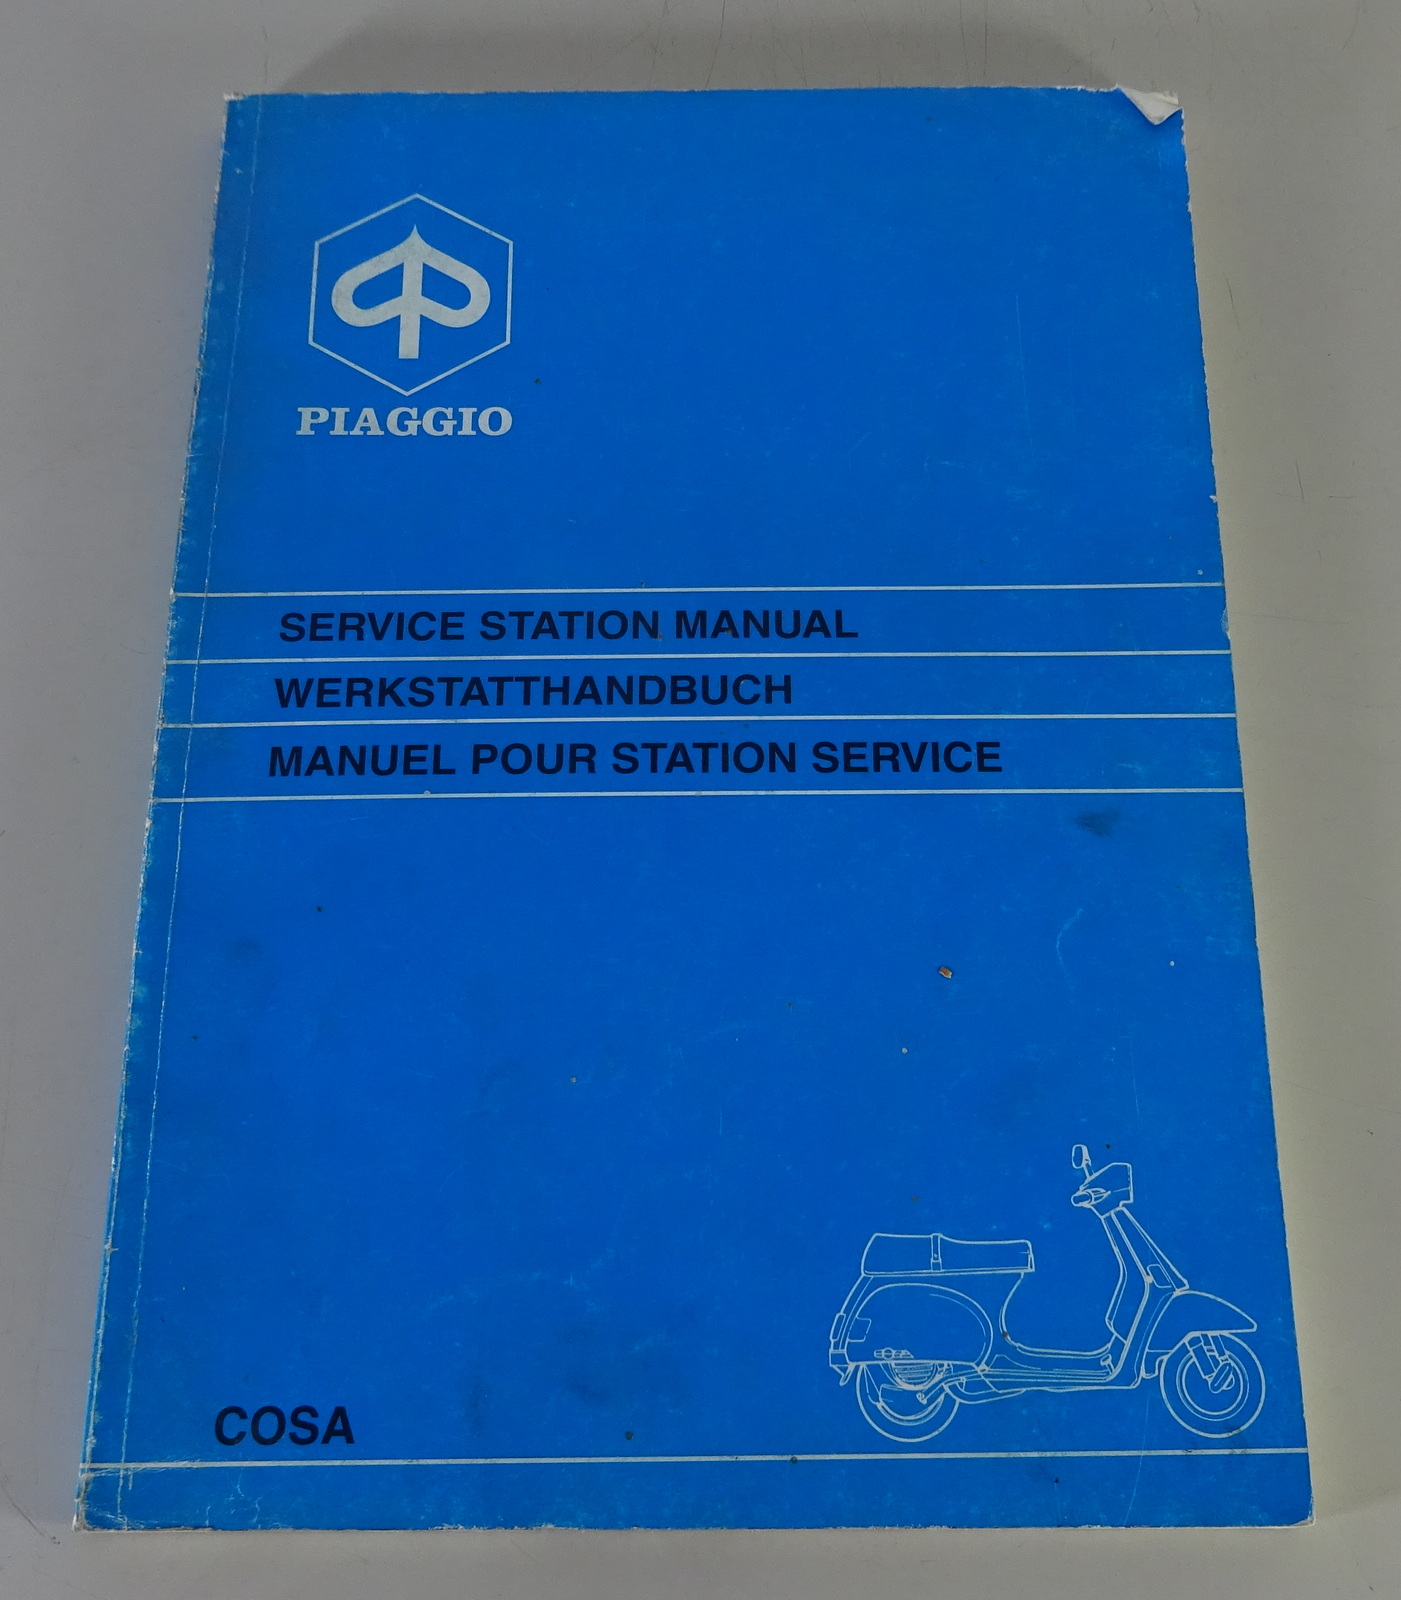 PIAGGIO
SERVICE STATION MANUAL
WERKSTATTHANDBUCH
MANUEL POUR STATION SERVICE
COSA